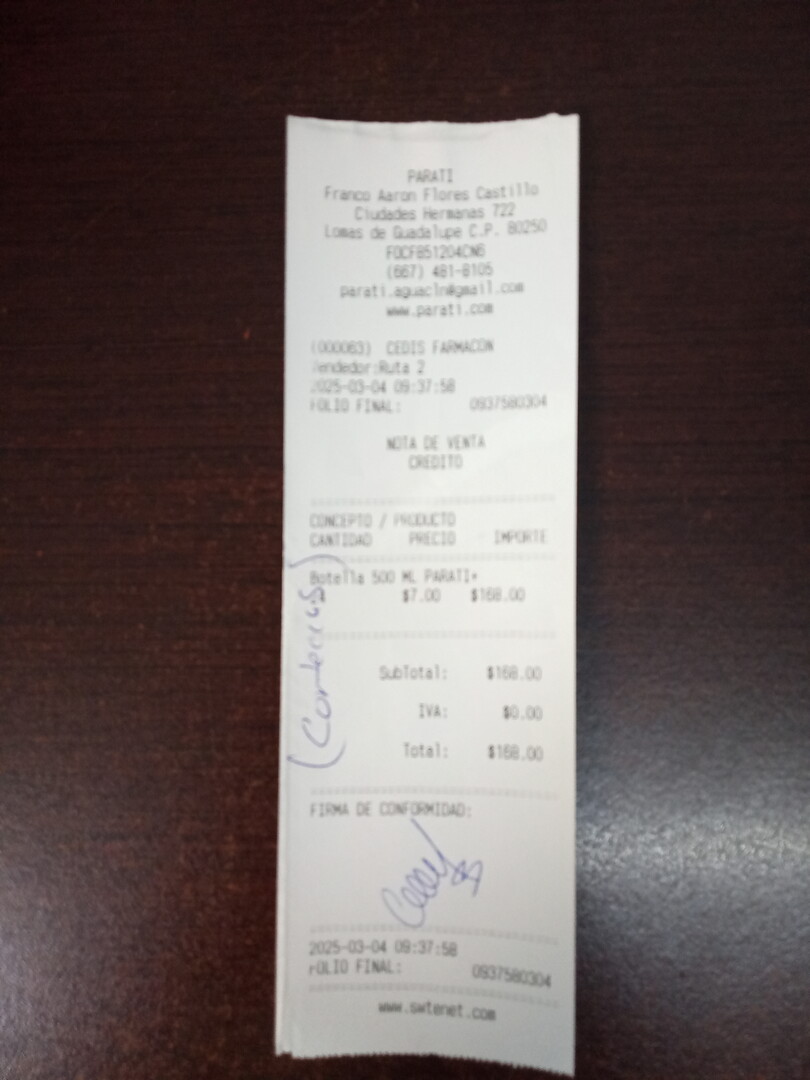 PARATI
Franco Aaron Flores Castillo
Ciudades Hermanas 722
Lomas de Guadalupe C.P. 80250
FOCF851204CN6
(667) 481-8105
parati.aguacln@gmail.com
www.parati.com
(000063) CEDIS FARMACON
Vendedor:Ruta 2
2025-03-04 09:37:58
FOLIO FINAL: 0937580304
NOTA DE VENTA
CREDITO
CONCEPTO / PRODUCTO
CANTIDAD PRECIO IMPORTE
Botella 500 ML PARATI+
24 $7.00 $168.00
SubTotal: $168.00
IVA: $0.00
Total: $168.00
FIRMA DE CONFORMIDAD:
2025-03-04 09:37:58
FOLIO FINAL: 0937580304
www.swtenet.com